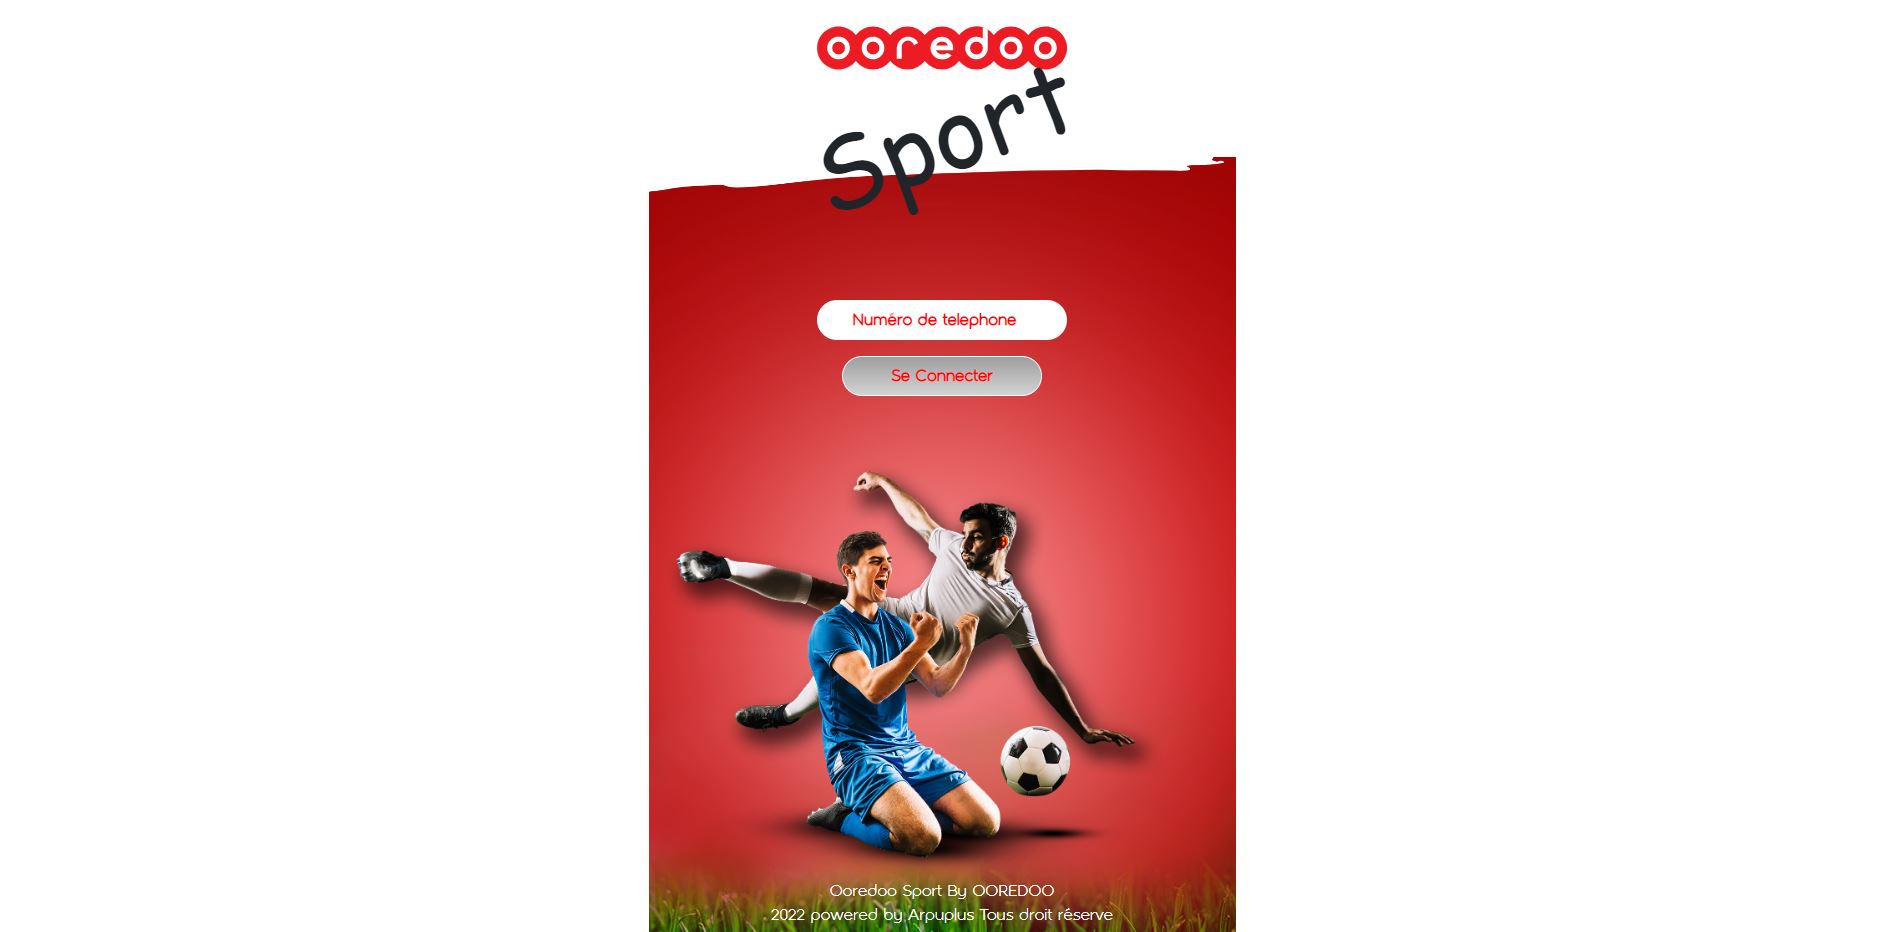 ooredoo
Sport
Numéro de telephone
Se Connecter
Ooredoo Sport By OOREDOO
2022 powered by Arpuplus Tous droit réserve